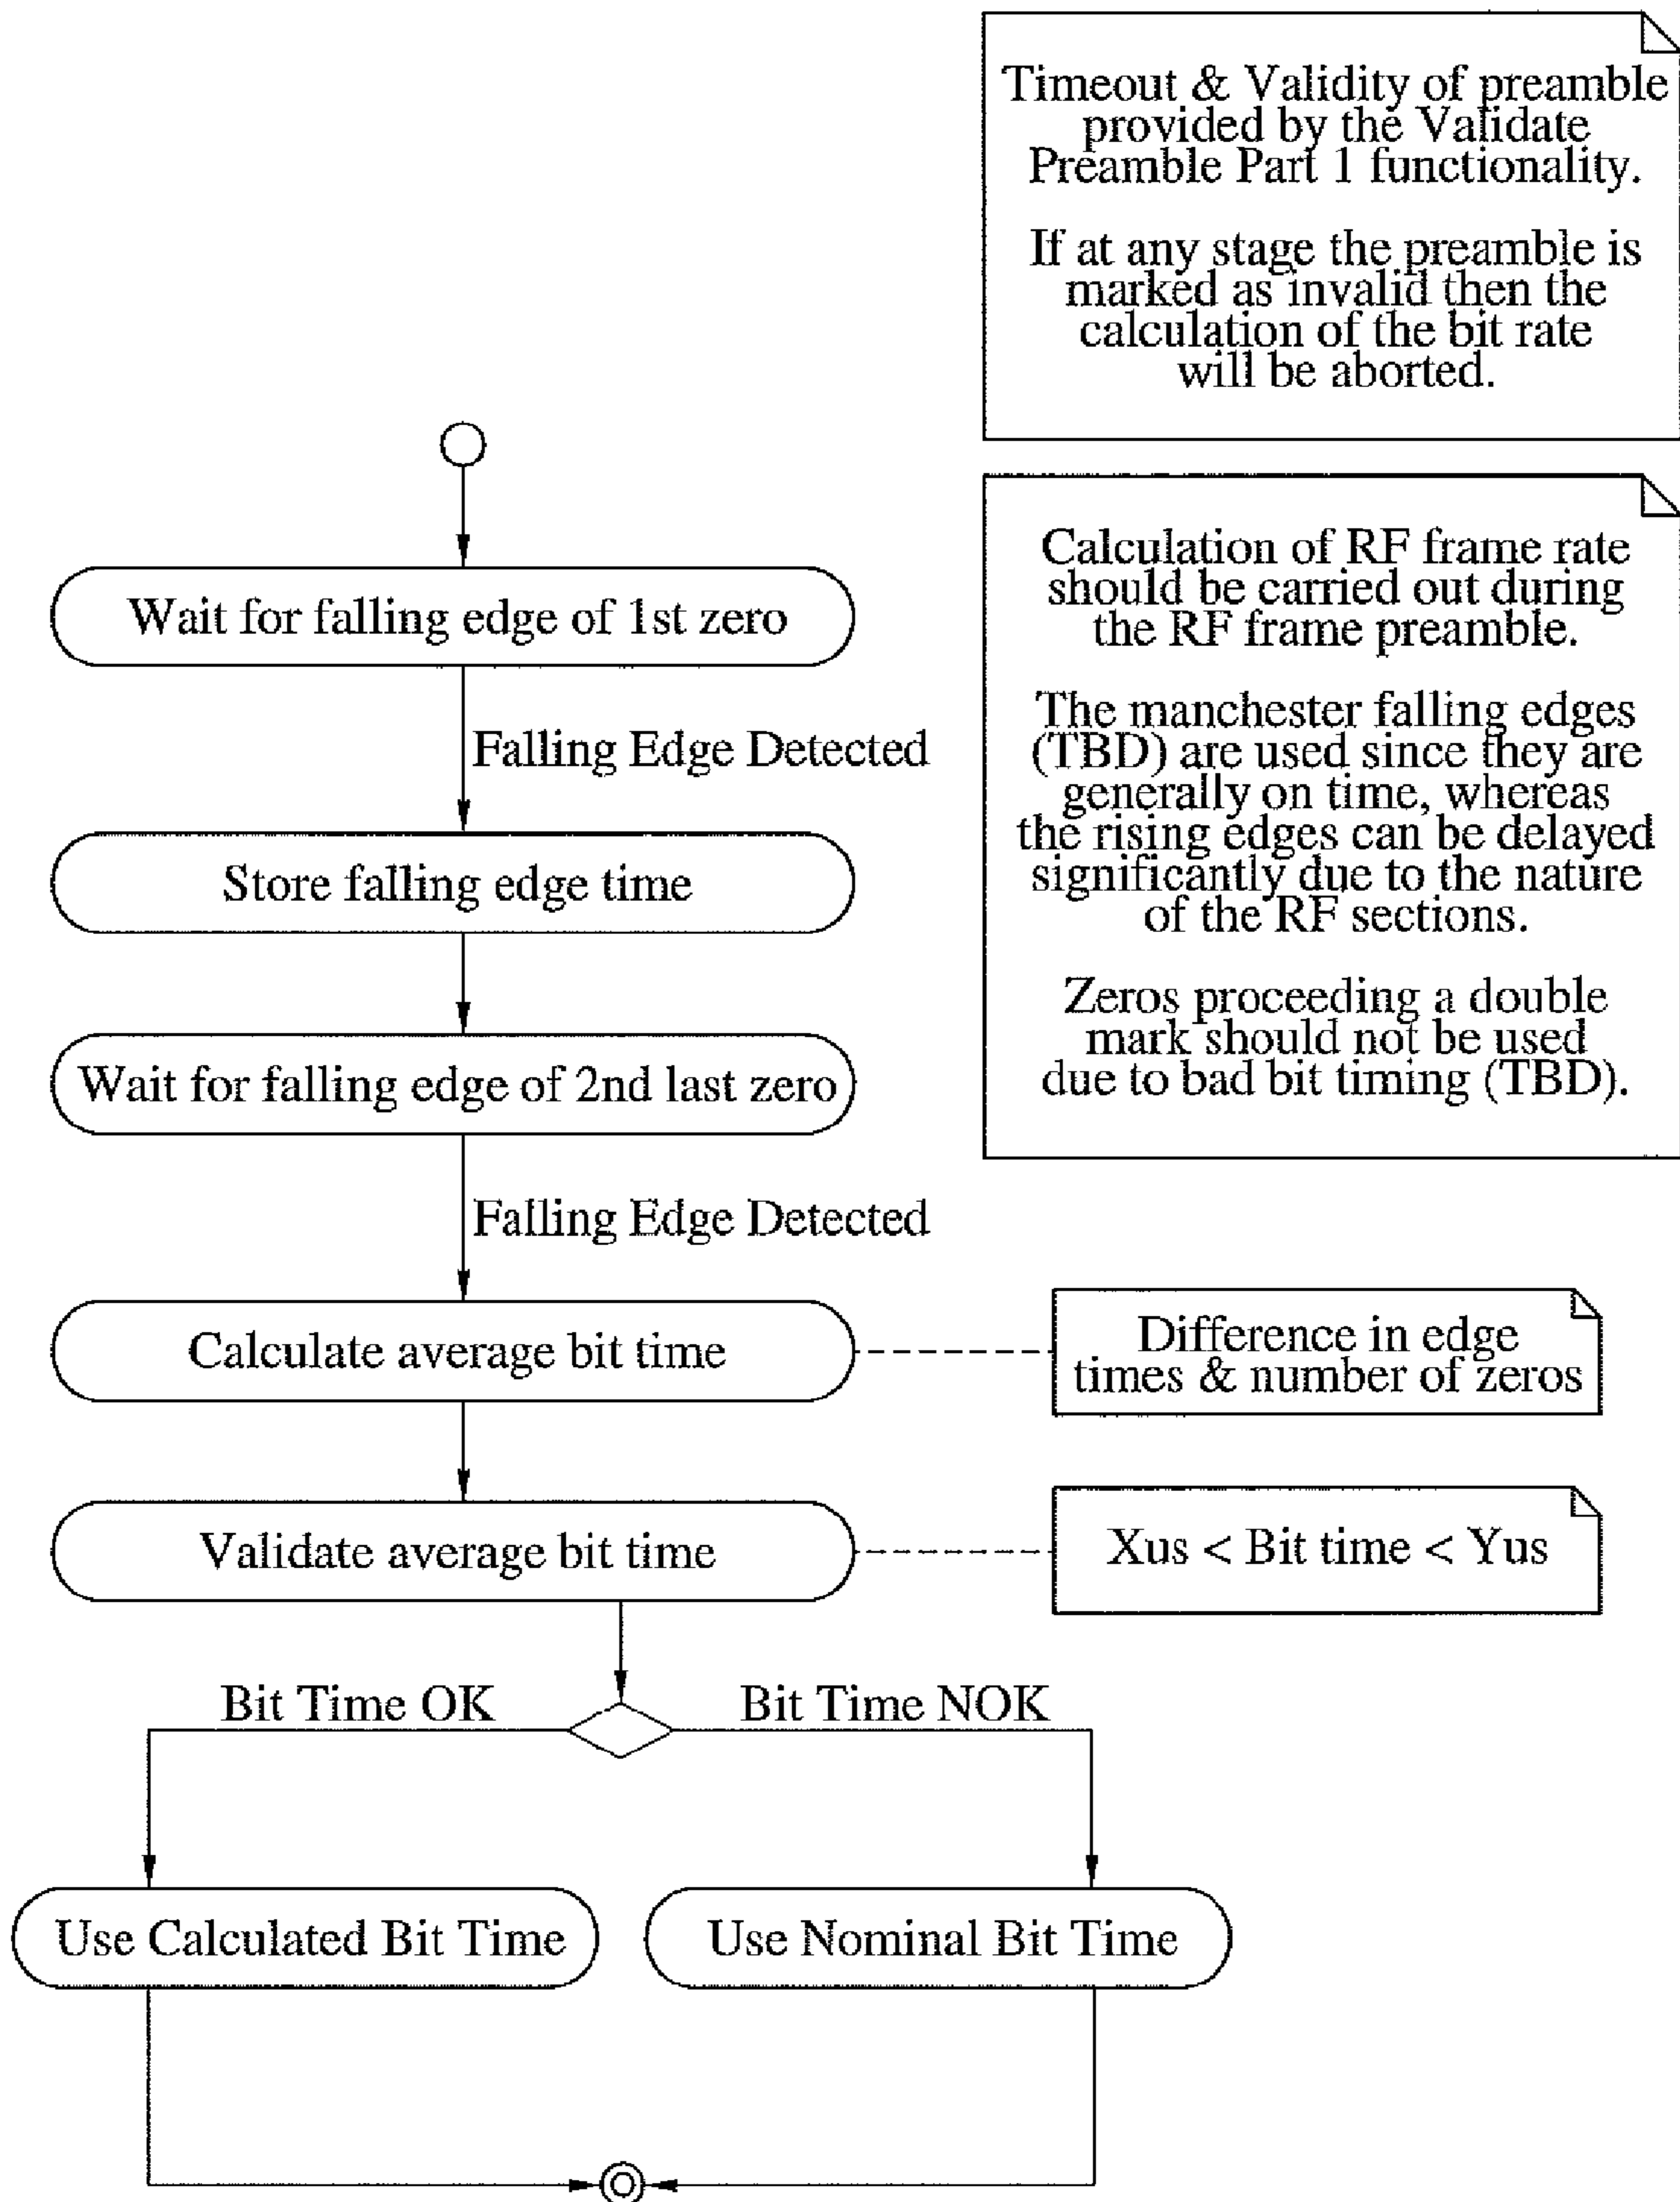 Timeout & Validity of preamble
provided by the Validate
Preamble Part 1 functionality.
If at any stage the preamble is
marked as invalid then the
calculation of the bit rate
will be aborted.
Calculation of RF frame rate
should be carried out during
the RF frame preamble.
The manchester falling edges
(TBD) are used since they are
generally on time, whereas
the rising edges can be delayed
significantly due to the nature
of the RF sections.
Zeros proceeding a double
mark should not be used
due to bad bit timing (TBD).
Wait for falling edge of 1st zero
Falling Edge Detected
Store falling edge time
Wait for falling edge of 2nd last zero
Falling Edge Detected
Calculate average bit time
Difference in edge
times & number of zeros
Validate average bit time
Xus < Bit time < Yus
Bit Time OK
Bit Time NOK
Use Calculated Bit Time
Use Nominal Bit Time